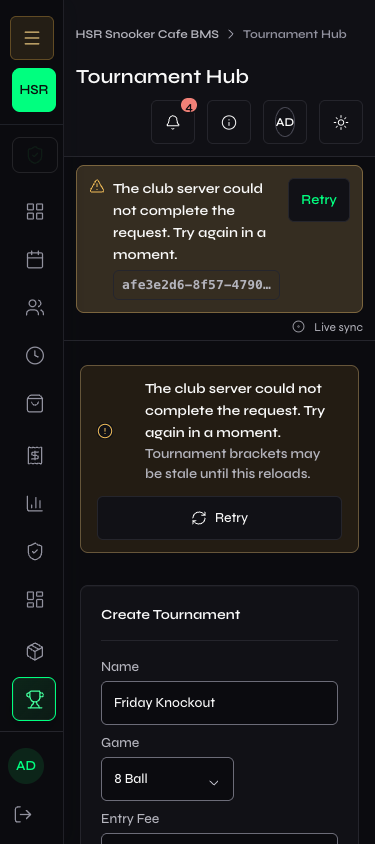 HSR Snooker Cafe BMS > Tournament Hub
HSR
Tournament Hub
4
AD
The club server could
not complete the
request. Try again in a
moment.
Retry
afe3e2d6-8f57-4790…
Live sync
The club server could not
complete the request. Try
again in a moment.
Tournament brackets may
be stale until this reloads.
Retry
Create Tournament
Name
Friday Knockout
Game
8 Ball
Entry Fee
AD